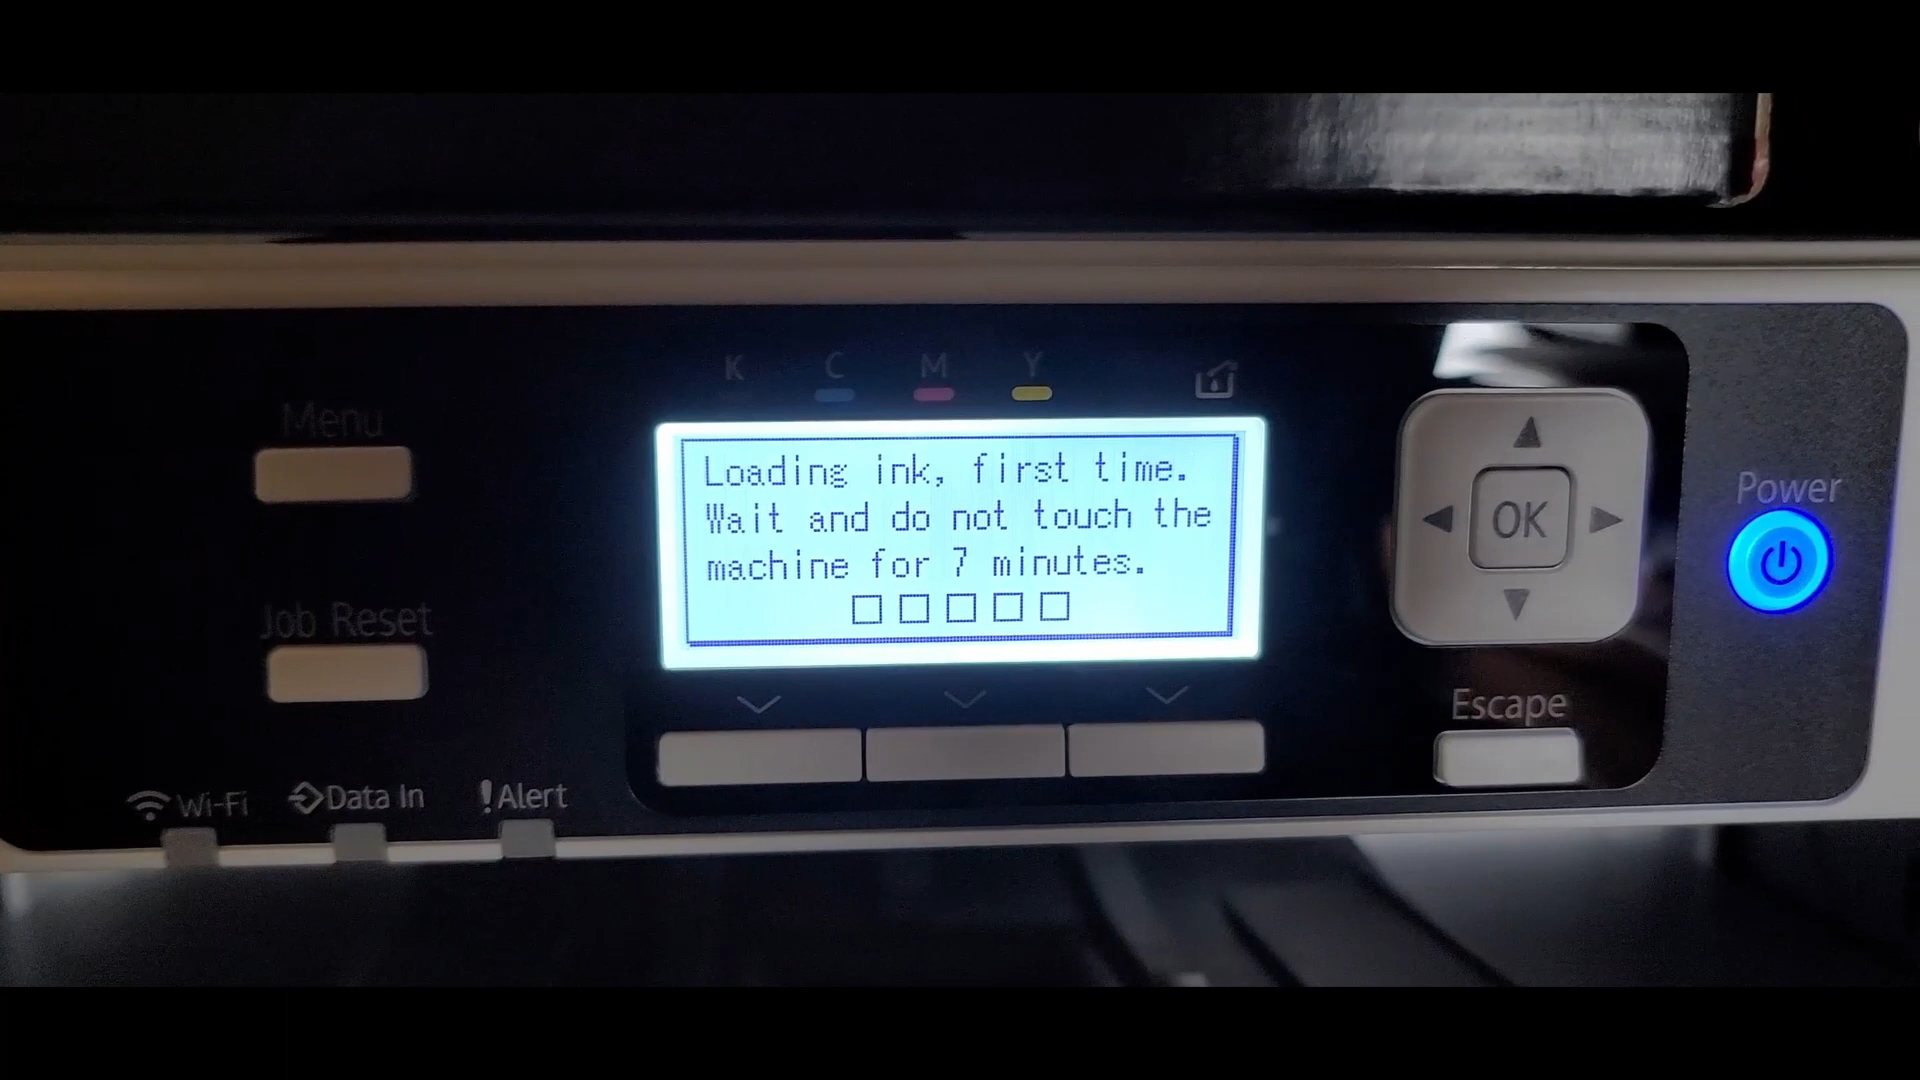 K C M Y
Menu
Loading ink, first time.
Wait and do not touch the
machine for 7 minutes.
OK
Power
Job Reset
Escape
Wi-Fi Data In !Alert